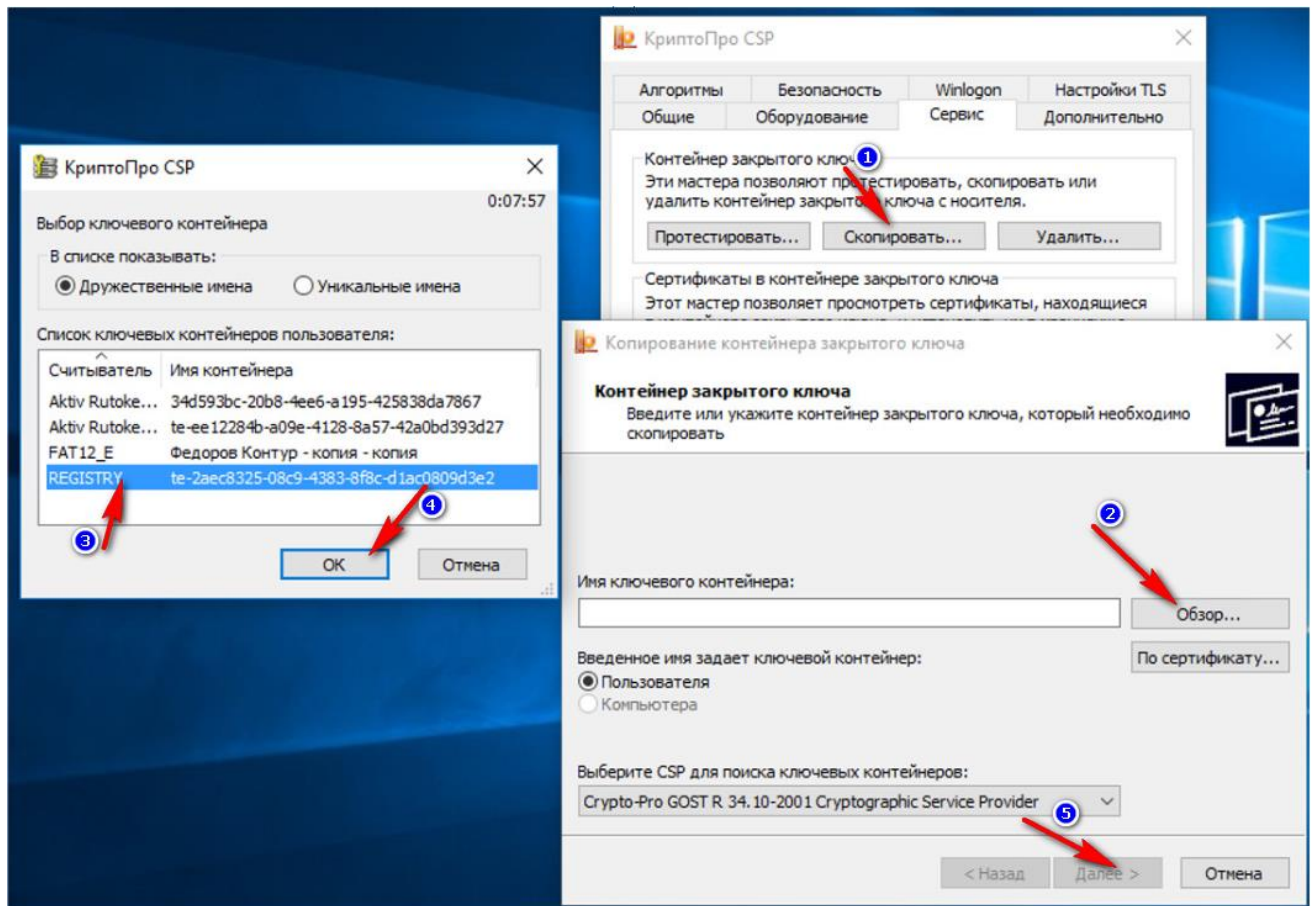 КриптоПро CSP
Алгоритмы Безопасность Winlogon Настройки TLS
Общие Оборудование Сервис Дополнительно
Контейнер закрытого ключа
1
Эти мастера позволяют протестировать, скопировать или
удалить контейнер закрытого ключа с носителя.
Протестировать... Скопировать... Удалить...
Сертификаты в контейнере закрытого ключа
Этот мастер позволяет просмотреть сертификаты, находящиеся
КриптоПро CSP
0:07:57
Выбор ключевого контейнера
В списке показывать:
Дружественные имена Уникальные имена
Список ключевых контейнеров пользователя:
Считыватель Имя контейнера
Aktiv Rutoke... 34d593bc-20b8-4ee6-a195-425838da7867
Aktiv Rutoke... te-ee12284b-a09e-4128-8a57-42a0bd393d27
FAT12_E Федоров Контур - копия - копия
REGISTRY te-2aec8325-08c9-4383-8f8c-d1ac0809d3e2
3
4
OK Отмена
Копирование контейнера закрытого ключа
Контейнер закрытого ключа
Введите или укажите контейнер закрытого ключа, который необходимо
скопировать
2
Имя ключевого контейнера:
Обзор...
Введенное имя задает ключевой контейнер:
По сертификату...
Пользователя
Компьютера
Выберите CSP для поиска ключевых контейнеров:
Crypto-Pro GOST R 34.10-2001 Cryptographic Service Provider
5
< Назад Далее > Отмена